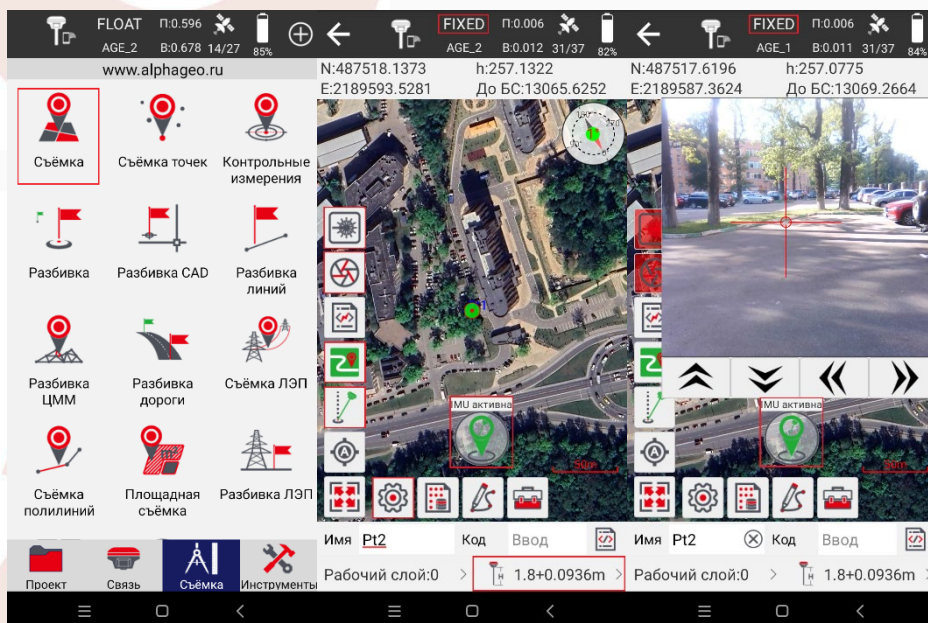 FLOAT П:0.596
AGE_2 В:0.678 14/27 85%
www.alphageo.ru
Съёмка
Съёмка точек
Контрольные
измерения
Разбивка
Разбивка CAD
Разбивка
линий
Разбивка
ЦММ
Разбивка
дороги
Съёмка ЛЭП
Съёмка
полилиний
Площадная
съёмка
Разбивка ЛЭП
Проект
Связь
Съёмка
Инструменты
FIXED П:0.006
AGE_2 В:0.012 31/37 82%
N:487518.1373 h:257.1322
E:2189593.5281 До БС:13065.6252
IMU активна
50m
Имя Pt2 Код Ввод
Рабочий слой:0 > 1.8+0.0936m >
FIXED П:0.006
AGE_1 В:0.011 31/37 84%
N:487517.6196 h:257.0775
E:2189587.3624 До БС:13069.2664
IMU активна
50m
Имя Pt2 Код Ввод
Рабочий слой:0 > 1.8+0.0936m >